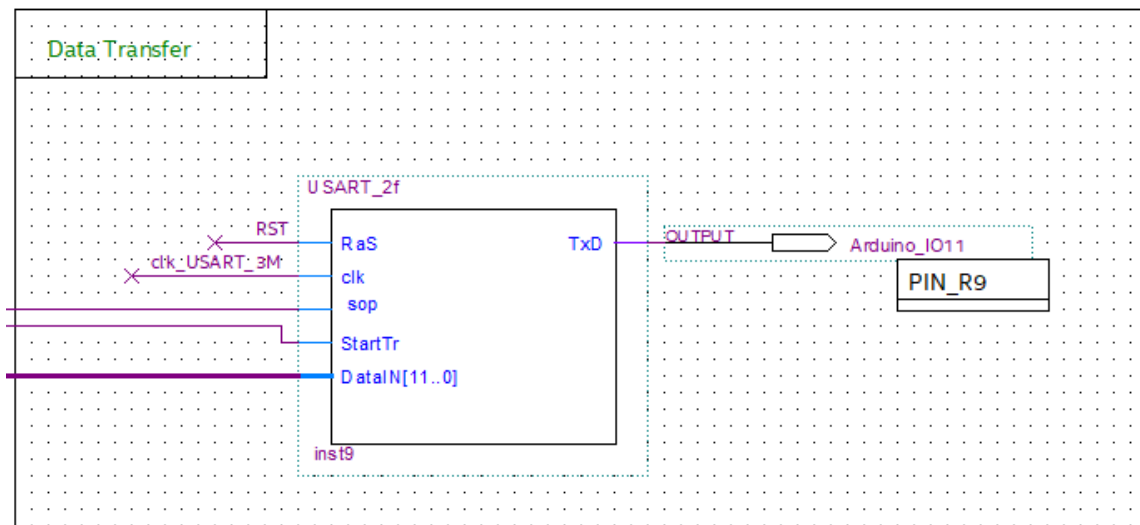 Data Transfer
USART_2f
RST
RaS
TxD
OUTPUT
Arduino_IO11
clk_USART_3M
clk
PIN_R9
sop
StartTr
DataIN[11..0]
inst9